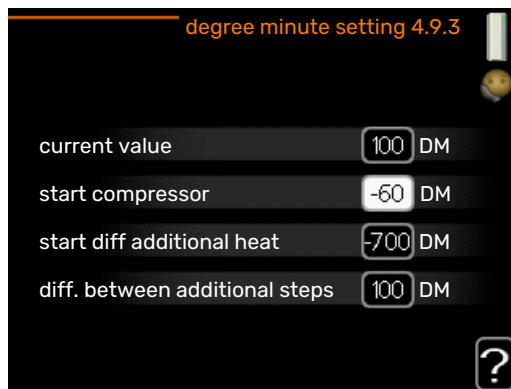 degree minute setting 4.9.3
current value 100 DM
start compressor -60 DM
start diff additional heat -700 DM
diff. between additional steps 100 DM
?